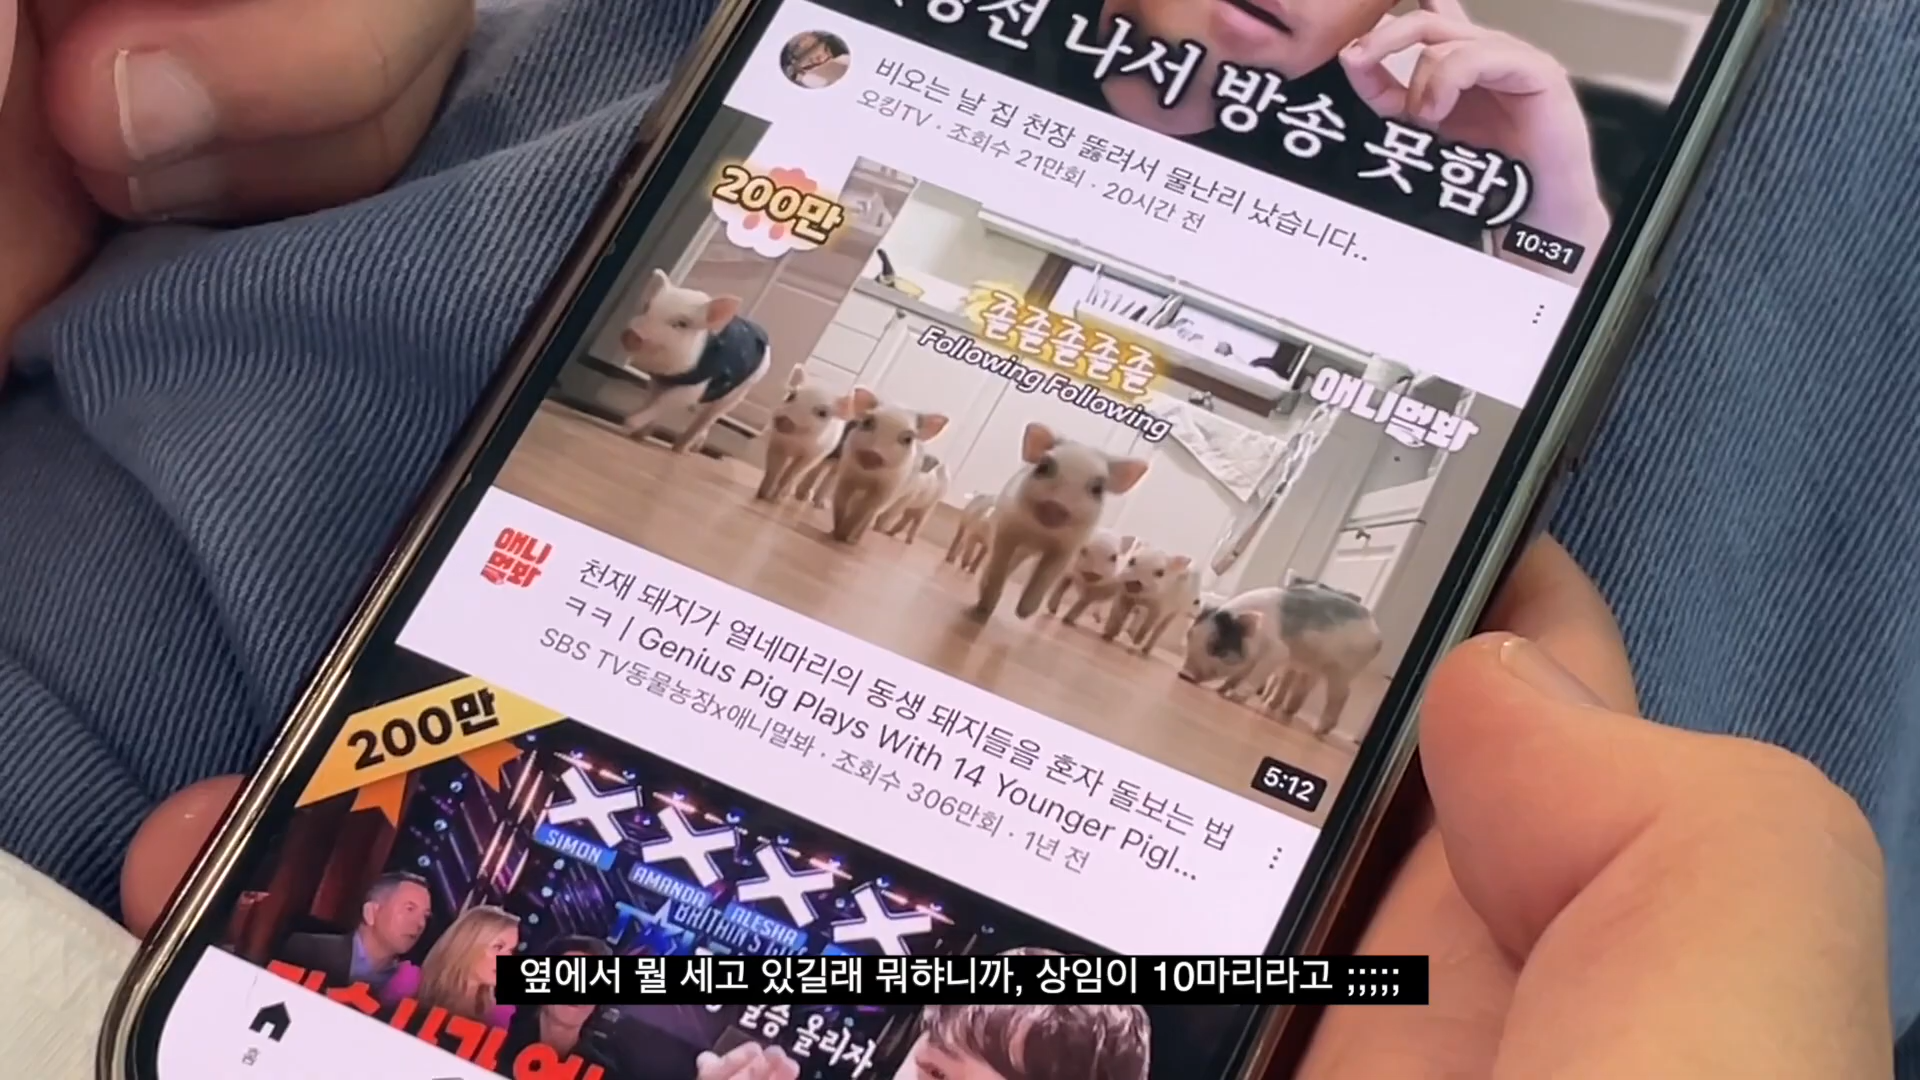 나서 방송 못함)
10:31
비오는 날 집 천장 뚫려서 물난리 났습니다..
오킹TV · 조회수 21만회 · 20시간 전
200만
졸졸졸졸졸
Following Following
애니멀봐
5:12
애니
멀봐
천재 돼지가 열네마리의 동생 돼지들을 혼자 돌보는 법
ㅋㅋ | Genius Pig Plays With 14 Younger Pigl...
SBS TV동물농장x애니멀봐 · 조회수 306만회 · 1년 전
200만
SIMON
AMANDA
ALESHA
BRITAIN'S
올리자
옆에서 뭘 세고 있길래 뭐햐니까, 상임이 10마리라고 ;;;;;
홈